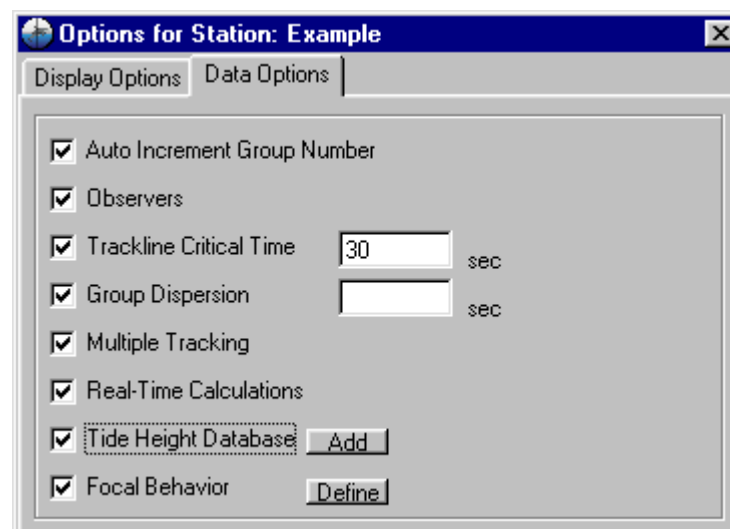 Options for Station: Example
Display Options Data Options
Auto Increment Group Number
Observers
Trackline Critical Time 30 sec
Group Dispersion sec
Multiple Tracking
Real-Time Calculations
Tide Height Database Add
Focal Behavior Define